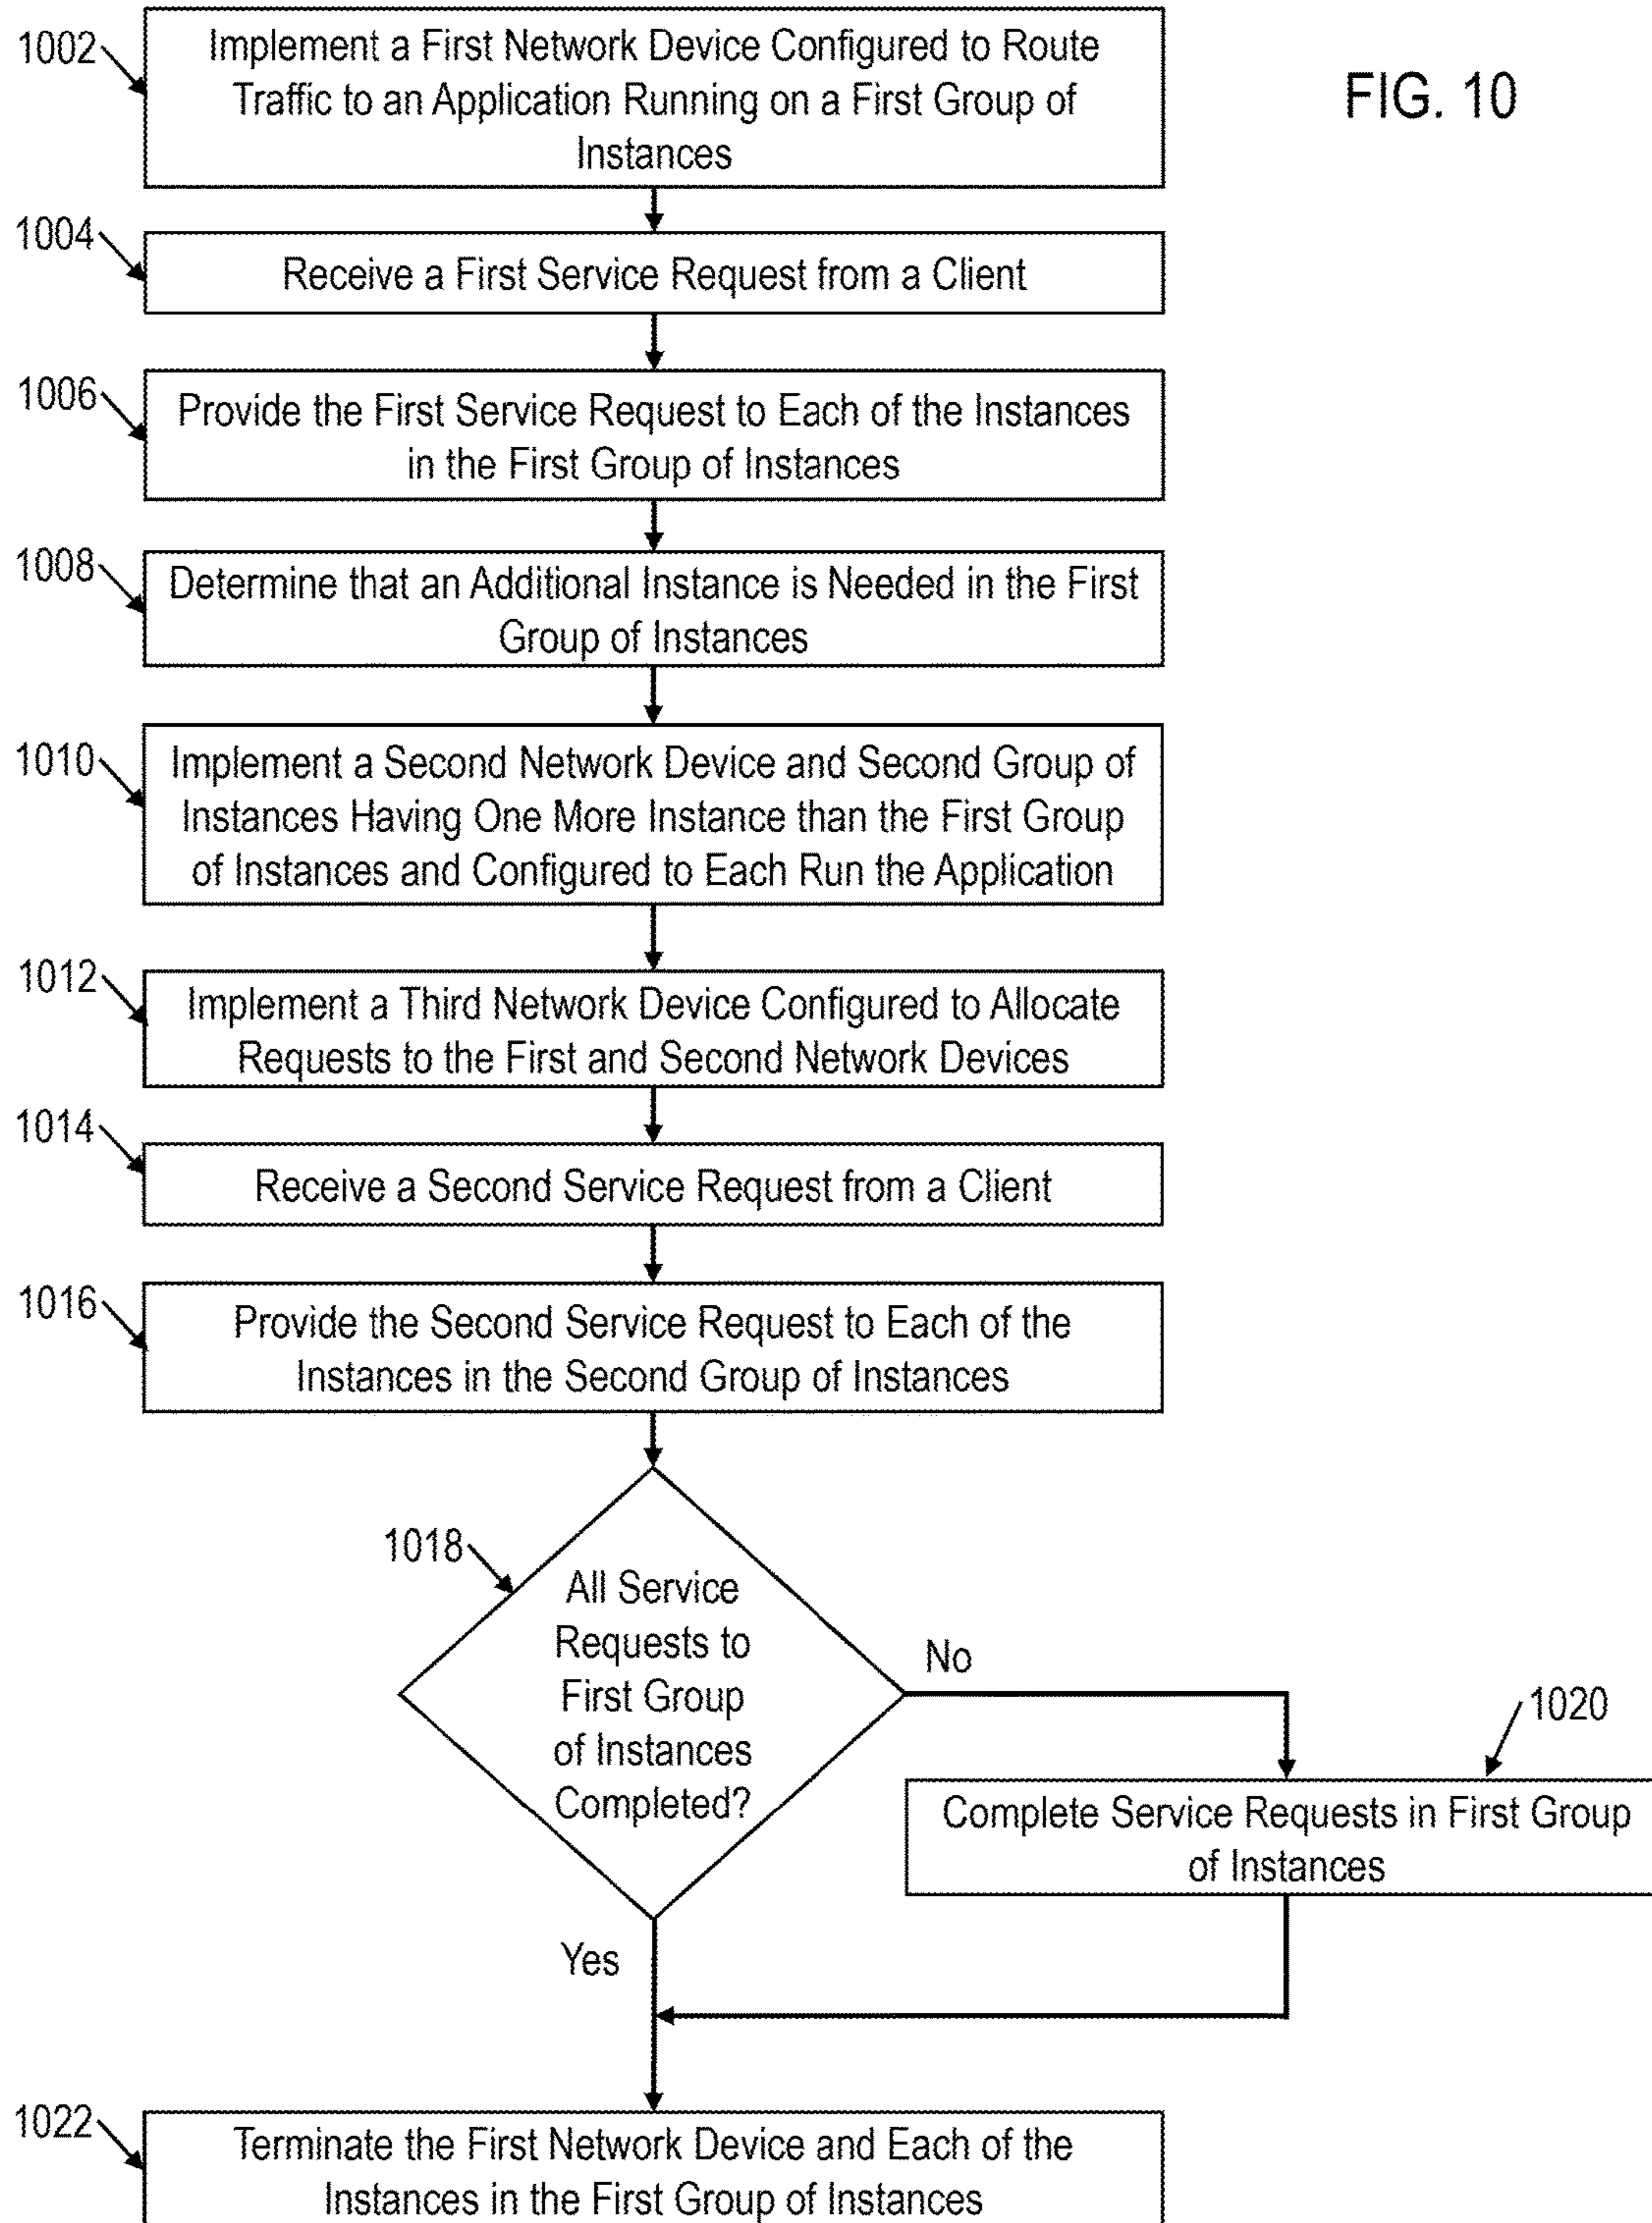 FIG. 10
1002
Implement a First Network Device Configured to Route
Traffic to an Application Running on a First Group of
Instances
1004
Receive a First Service Request from a Client
1006
Provide the First Service Request to Each of the Instances
in the First Group of Instances
1008
Determine that an Additional Instance is Needed in the First
Group of Instances
1010
Implement a Second Network Device and Second Group of
Instances Having One More Instance than the First Group
of Instances and Configured to Each Run the Application
1012
Implement a Third Network Device Configured to Allocate
Requests to the First and Second Network Devices
1014
Receive a Second Service Request from a Client
1016
Provide the Second Service Request to Each of the
Instances in the Second Group of Instances
1018
All Service
Requests to
First Group
of Instances
Completed?
No
1020
Complete Service Requests in First Group
of Instances
Yes
1022
Terminate the First Network Device and Each of the
Instances in the First Group of Instances